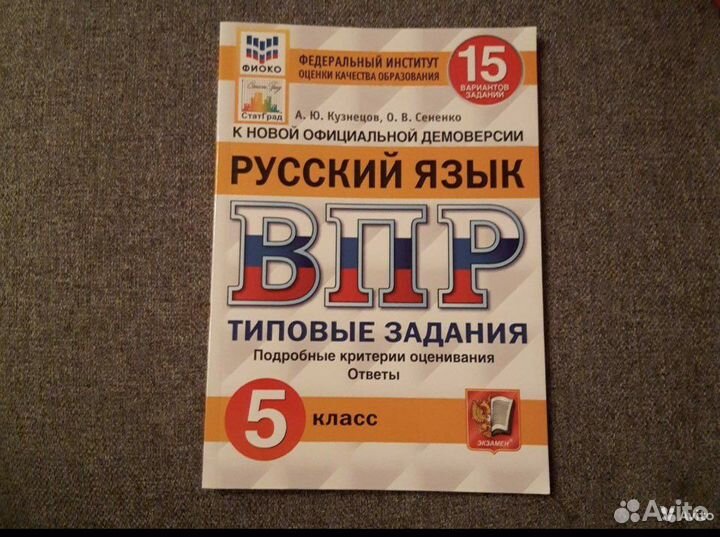 ФИОКО
ФЕДЕРАЛЬНЫЙ ИНСТИТУТ
ОЦЕНКИ КАЧЕСТВА ОБРАЗОВАНИЯ
15
ВАРИАНТОВ
ЗАДАНИЙ
СтатГрад
А. Ю. Кузнецов, О. В. Сененко
К НОВОЙ ОФИЦИАЛЬНОЙ ДЕМОВЕРСИИ
РУССКИЙ ЯЗЫК
ВПР
ТИПОВЫЕ ЗАДАНИЯ
Подробные критерии оценивания
Ответы
5 класс
ЭКЗАМЕН
Avito
Avito